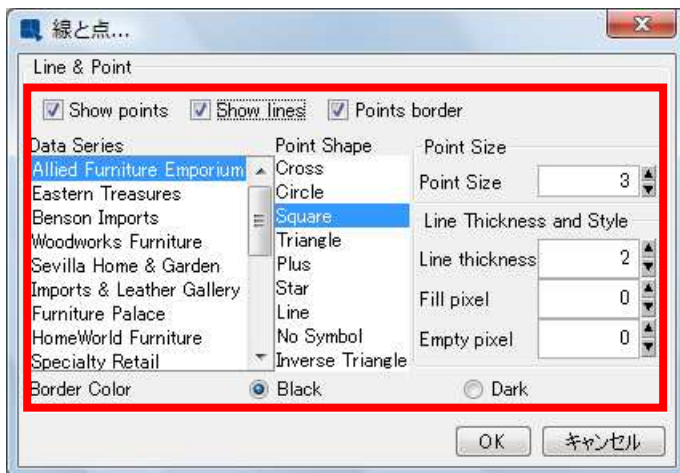 線と点...
Line & Point
Show points Show lines Points border
Data Series Point Shape Point Size
Allied Furniture Emporium Cross
Eastern Treasures Circle Point Size 3
Benson Imports Square Line Thickness and Style
Woodworks Furniture Triangle
Sevilla Home & Garden Plus Line thickness 2
Imports & Leather Gallery Star
Furniture Palace Line Fill pixel 0
HomeWorld Furniture No Symbol Empty pixel 0
Specialty Retail Inverse Triangle
Border Color Black Dark
OK キャンセル